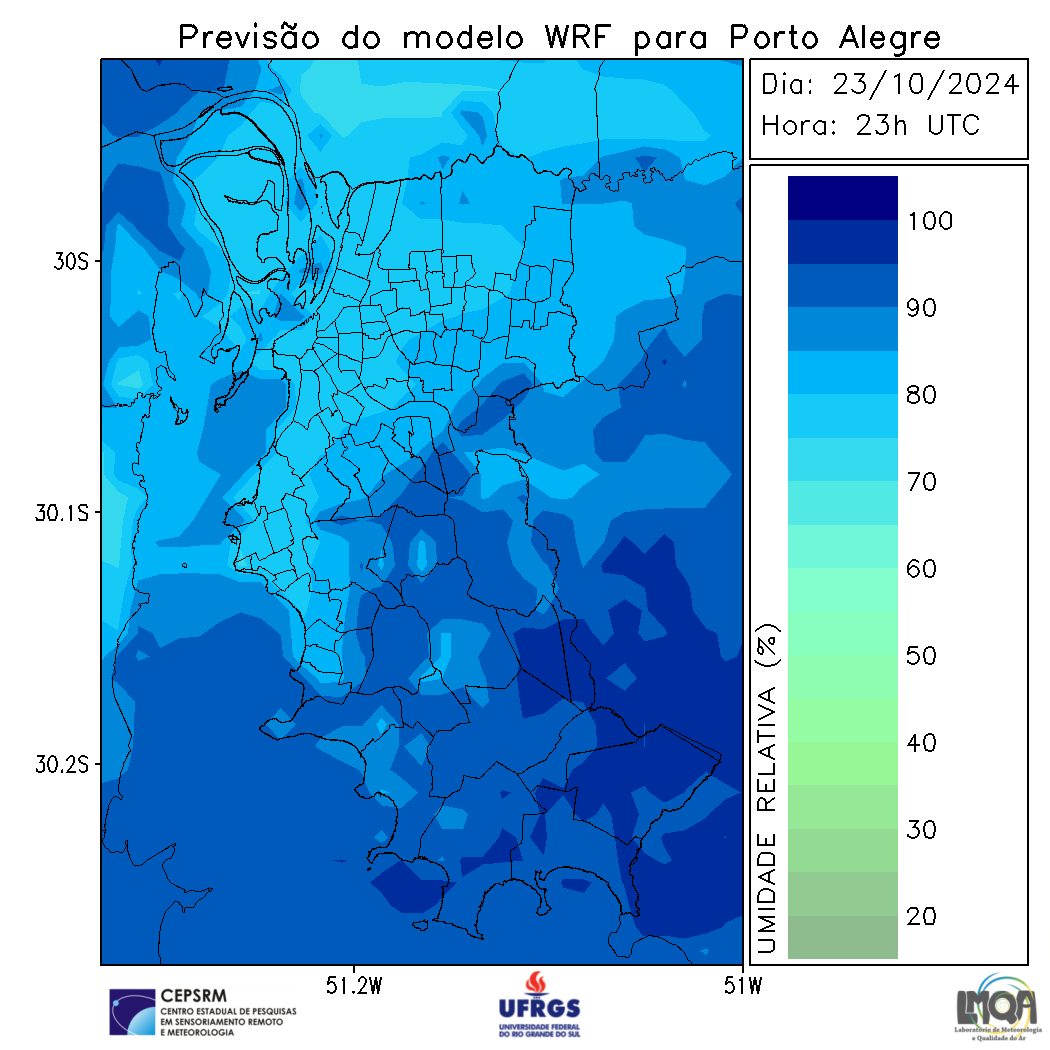 Previsão do modelo WRF para Porto Alegre
Dia: 23/10/2024
Hora: 23h UTC
30S
30.1S
30.2S
51.2W
51W
UMIDADE RELATIVA (%)
100
90
80
70
60
50
40
30
20
CEPSRM
CENTRO ESTADUAL DE PESQUISAS
EM SENSORIAMENTO REMOTO
E METEOROLOGIA
UFRGS
UNIVERSIDADE FEDERAL
DO RIO GRANDE DO SUL
LMQA
Laboratório de Meteorologia
e Qualidade do Ar